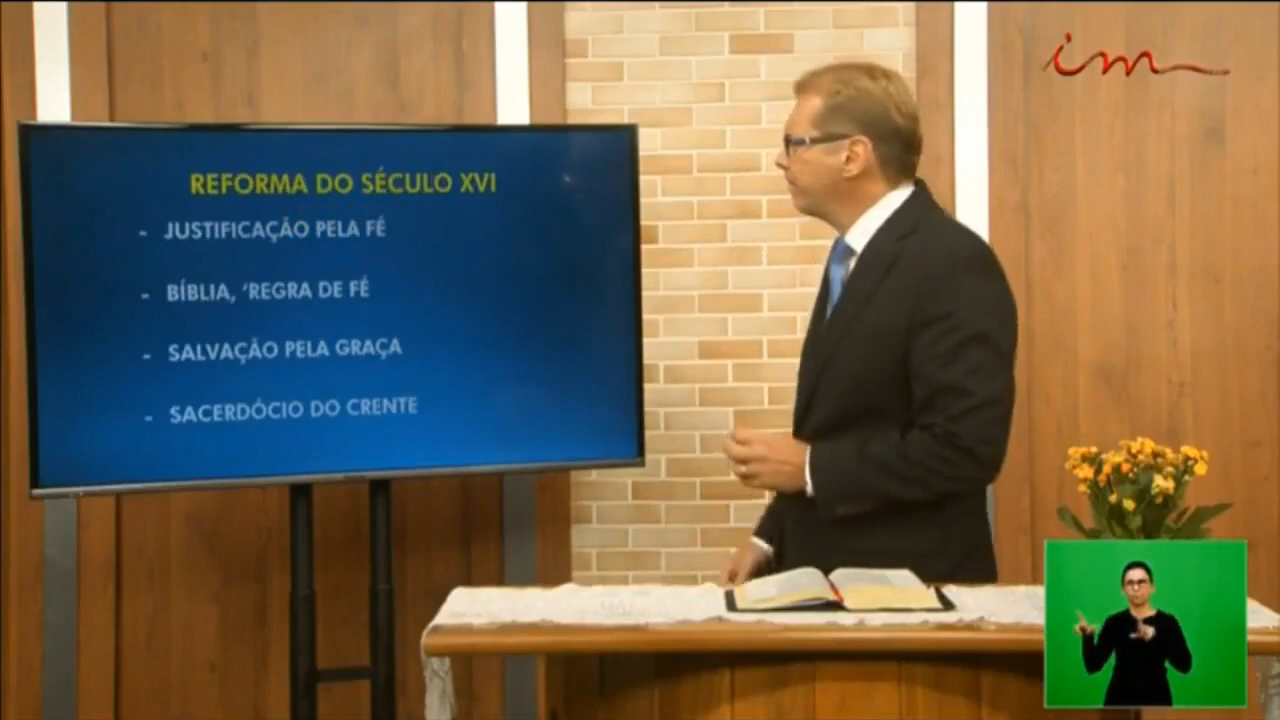 im
REFORMA DO SÉCULO XVI
- JUSTIFICAÇÃO PELA FÉ
- BÍBLIA, ‘REGRA DE FÉ
- SALVAÇÃO PELA GRAÇA
- SACERDÓCIO DO CRENTE